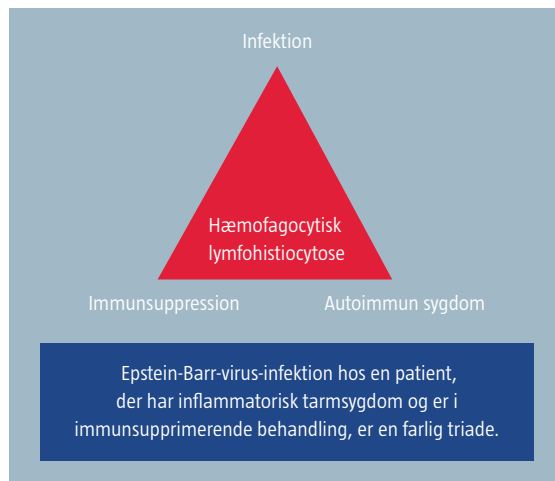 Infektion
Hæmofagocytisk
lymfohistiocytose
Immunsuppression
Autoimmun sygdom
Epstein-Barr-virus-infektion hos en patient,
der har inflammatorisk tarmsygdom og er i
immunsupprimerende behandling, er en farlig triade.